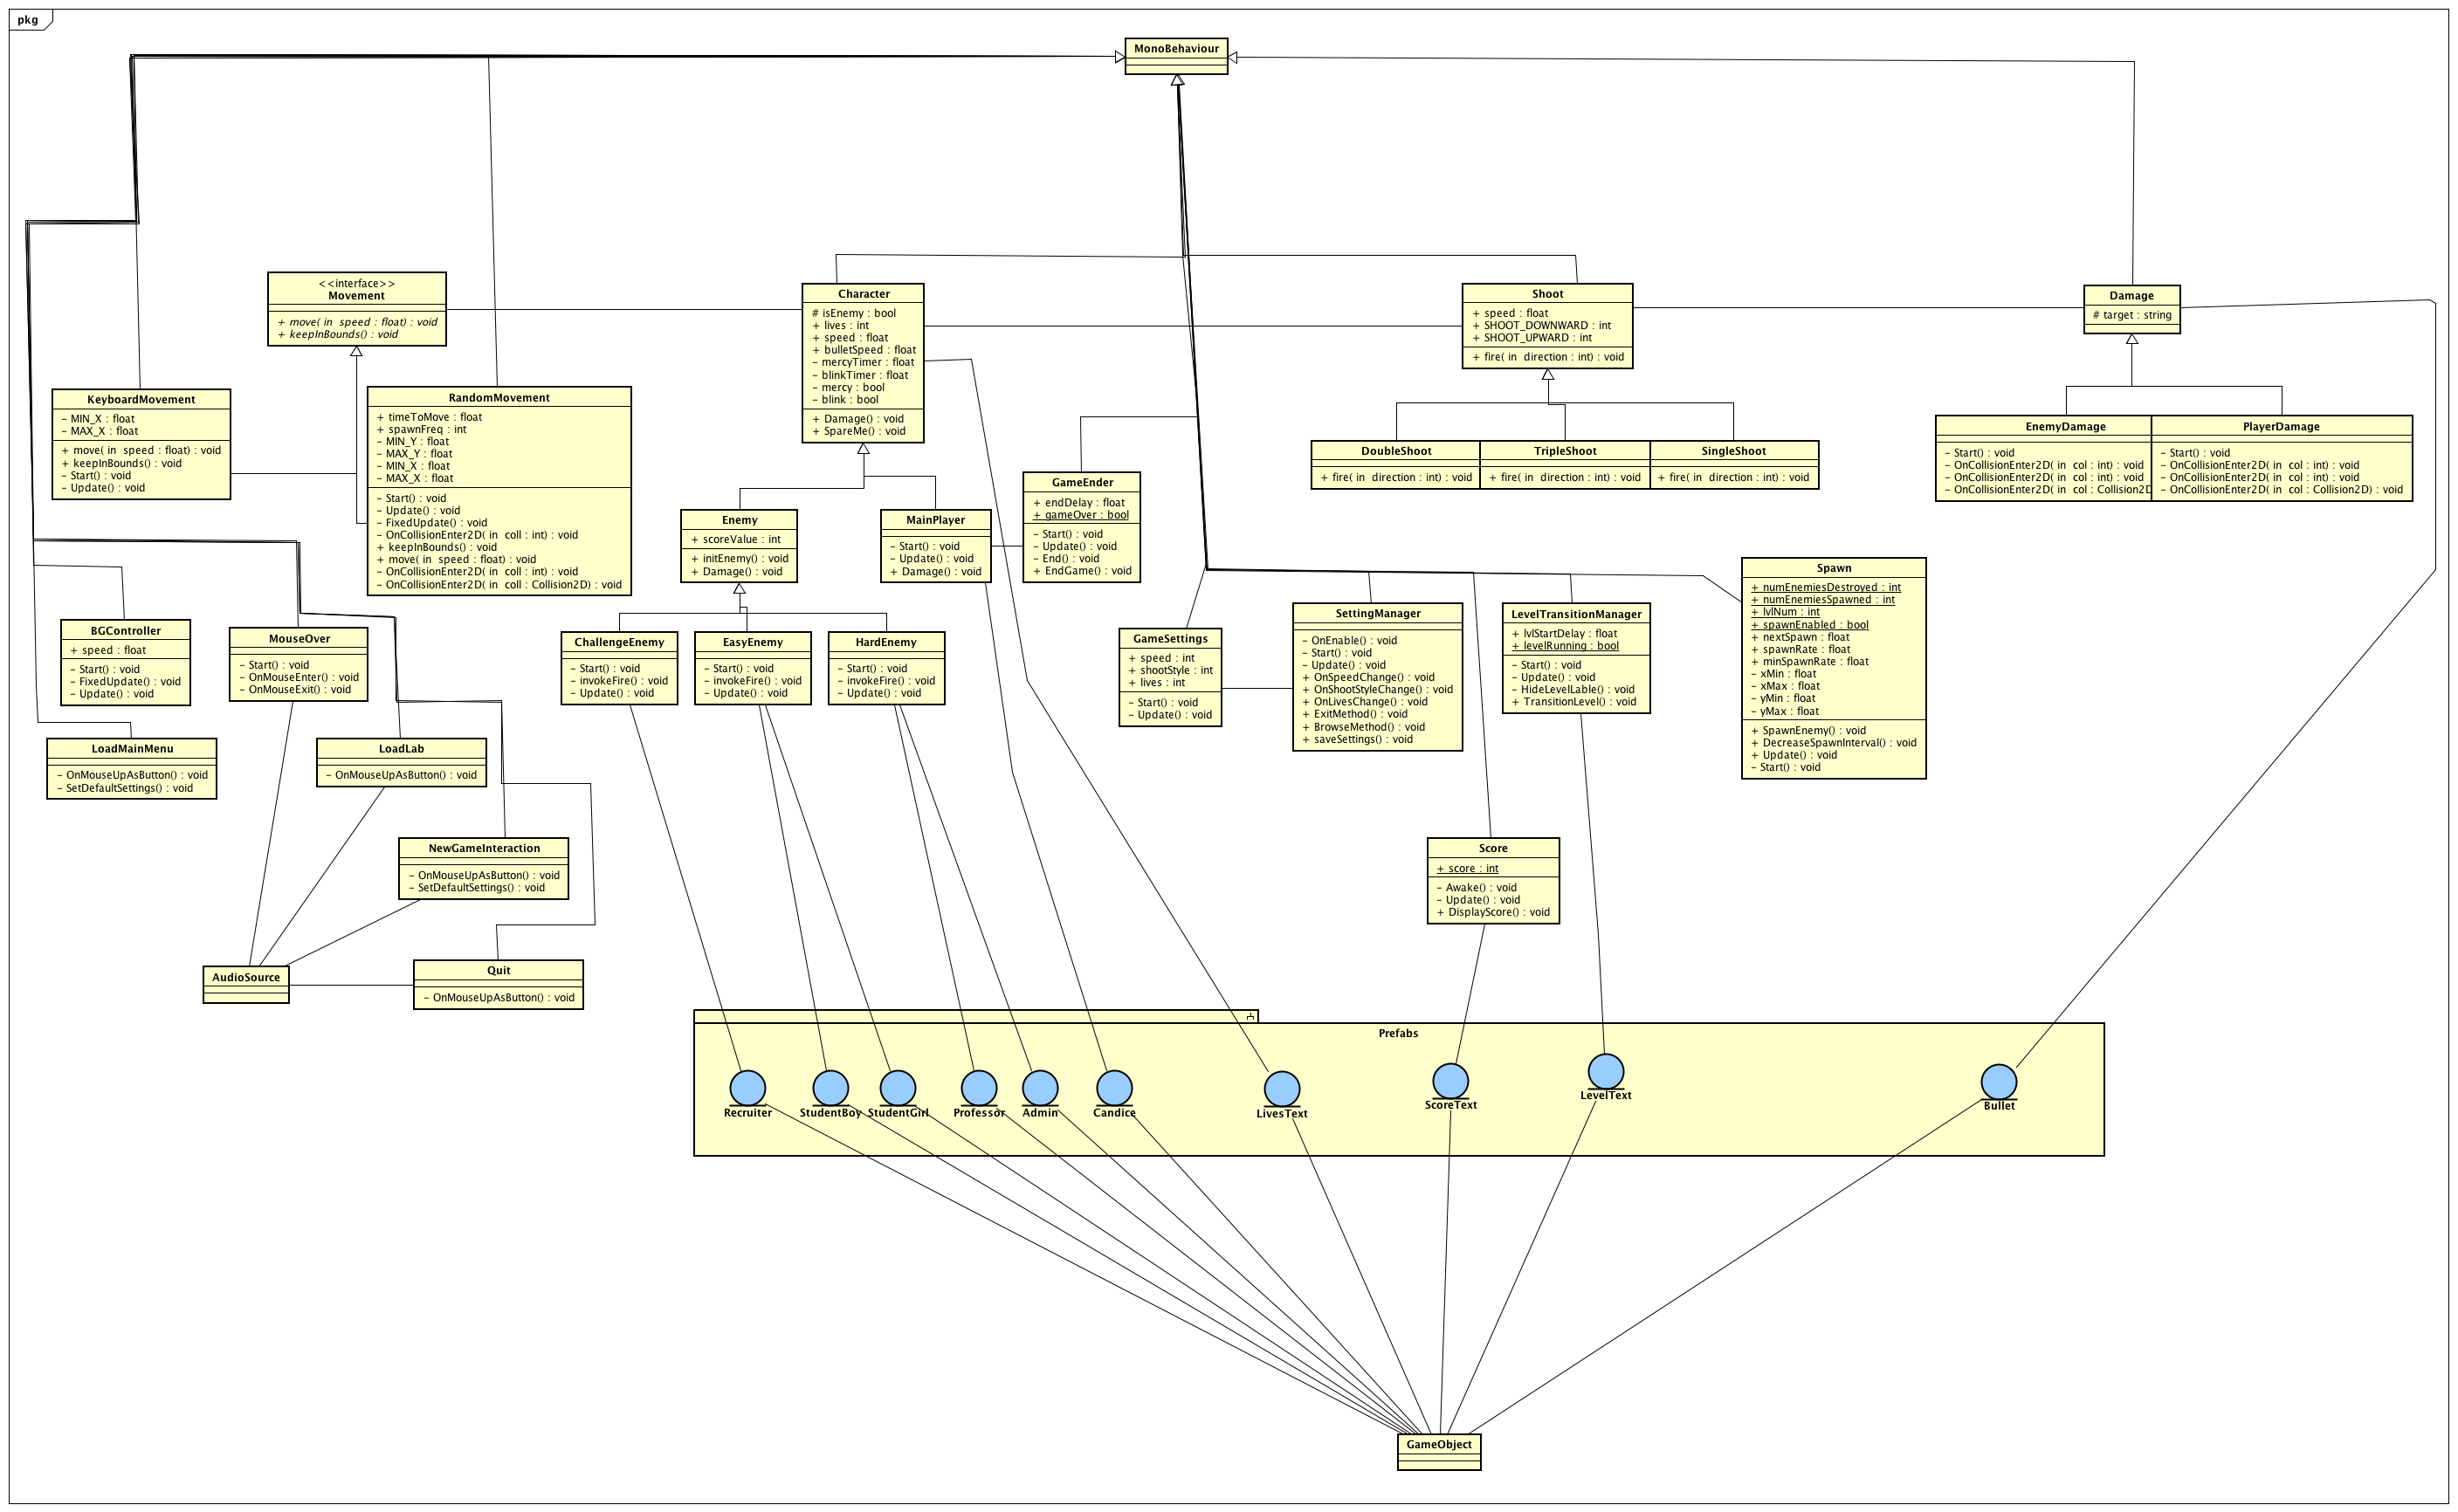 pkg
MonoBehaviour
<<interface>>
Movement
+ move( in speed : float) : void
+ keepInBounds() : void
Character
# isEnemy : bool
+ lives : int
+ speed : float
+ bulletSpeed : float
– mercyTimer : float
– blinkTimer : float
– mercy : bool
– blink : bool
+ Damage() : void
+ SpareMe() : void
Shoot
+ speed : float
+ SHOOT_DOWNWARD : int
+ SHOOT_UPWARD : int
+ fire( in direction : int) : void
Damage
# target : string
KeyboardMovement
– MIN_X : float
– MAX_X : float
+ move( in speed : float) : void
+ keepInBounds() : void
– Start() : void
– Update() : void
RandomMovement
+ timeToMove : float
+ spawnFreq : int
– MIN_Y : float
– MAX_Y : float
– MIN_X : float
– MAX_X : float
– Start() : void
– Update() : void
– FixedUpdate() : void
– OnCollisionEnter2D( in coll : int) : void
+ keepInBounds() : void
+ move( in speed : float) : void
– OnCollisionEnter2D( in coll : int) : void
– OnCollisionEnter2D( in coll : Collision2D) : void
DoubleShoot
+ fire( in direction : int) : void
TripleShoot
+ fire( in direction : int) : void
SingleShoot
+ fire( in direction : int) : void
EnemyDamage
– Start() : void
– OnCollisionEnter2D( in col : int) : void
– OnCollisionEnter2D( in col : int) : void
– OnCollisionEnter2D( in col : Collision2D
PlayerDamage
– Start() : void
– OnCollisionEnter2D( in col : int) : void
– OnCollisionEnter2D( in col : int) : void
– OnCollisionEnter2D( in col : Collision2D) : void
Enemy
+ scoreValue : int
+ initEnemy() : void
+ Damage() : void
MainPlayer
– Start() : void
– Update() : void
+ Damage() : void
GameEnder
+ endDelay : float
+ gameOver : bool
– Start() : void
– Update() : void
– End() : void
+ EndGame() : void
BGController
+ speed : float
– Start() : void
– FixedUpdate() : void
– Update() : void
MouseOver
– Start() : void
– OnMouseEnter() : void
– OnMouseExit() : void
ChallengeEnemy
– Start() : void
– invokeFire() : void
– Update() : void
EasyEnemy
– Start() : void
– invokeFire() : void
– Update() : void
HardEnemy
– Start() : void
– invokeFire() : void
– Update() : void
GameSettings
+ speed : int
+ shootStyle : int
+ lives : int
– Start() : void
– Update() : void
SettingManager
– OnEnable() : void
– Start() : void
– Update() : void
+ OnSpeedChange() : void
+ OnShootStyleChange() : void
+ OnLivesChange() : void
+ ExitMethod() : void
+ BrowseMethod() : void
+ saveSettings() : void
LevelTransitionManager
+ lvlStartDelay : float
+ levelRunning : bool
– Start() : void
– Update() : void
– HideLevelLable() : void
+ TransitionLevel() : void
Spawn
+ numEnemiesDestroyed : int
+ numEnemiesSpawned : int
+ lvlNum : int
+ spawnEnabled : bool
+ nextSpawn : float
+ spawnRate : float
+ minSpawnRate : float
– xMin : float
– xMax : float
– yMin : float
– yMax : float
+ SpawnEnemy() : void
+ DecreaseSpawnInterval() : void
+ Update() : void
– Start() : void
LoadMainMenu
– OnMouseUpAsButton() : void
– SetDefaultSettings() : void
LoadLab
– OnMouseUpAsButton() : void
NewGameInteraction
– OnMouseUpAsButton() : void
– SetDefaultSettings() : void
Score
+ score : int
– Awake() : void
– Update() : void
+ DisplayScore() : void
AudioSource
Quit
– OnMouseUpAsButton() : void
Prefabs
Recruiter
StudentBoy
StudentGirl
Professor
Admin
Candice
LivesText
ScoreText
LevelText
Bullet
GameObject